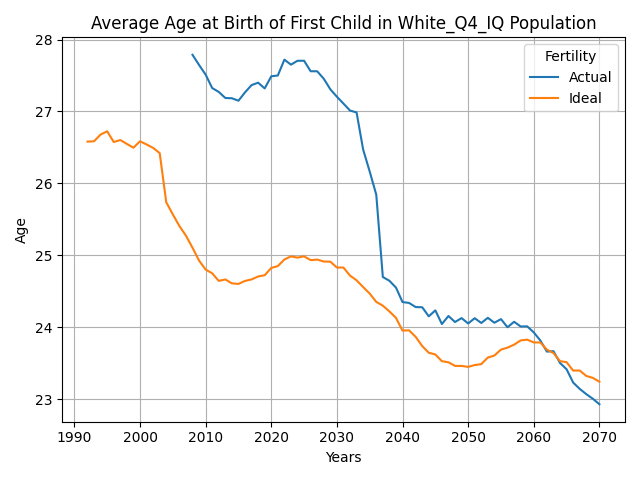 Average Age at Birth of First Child in White_Q4_IQ Population
Fertility
Actual
Ideal
Age
28
27
26
25
24
23
1990 2000 2010 2020 2030 2040 2050 2060 2070
Years